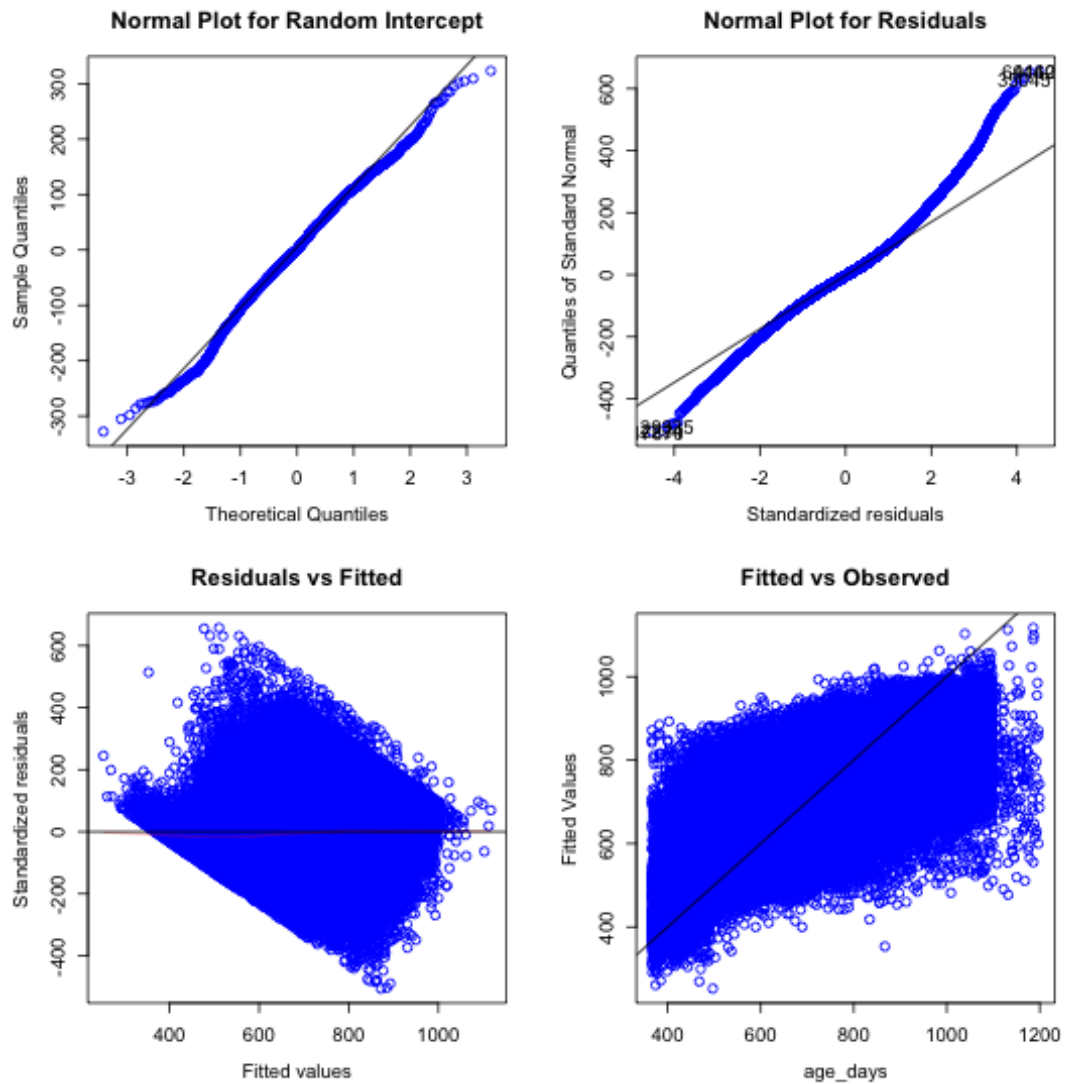 Normal Plot for Random Intercept
Sample Quantiles
300
200
100
0
-100
-200
-300
-3 -2 -1 0 1 2 3
Theoretical Quantiles
Normal Plot for Residuals
Quantiles of Standard Normal
600
400
200
0
-200
-400
-4 -2 0 2 4
Standardized residuals
Residuals vs Fitted
Standardized residuals
600
400
200
0
-200
-400
400 600 800 1000
Fitted values
Fitted vs Observed
Fitted Values
1000
800
600
400
400 600 800 1000 1200
age_days